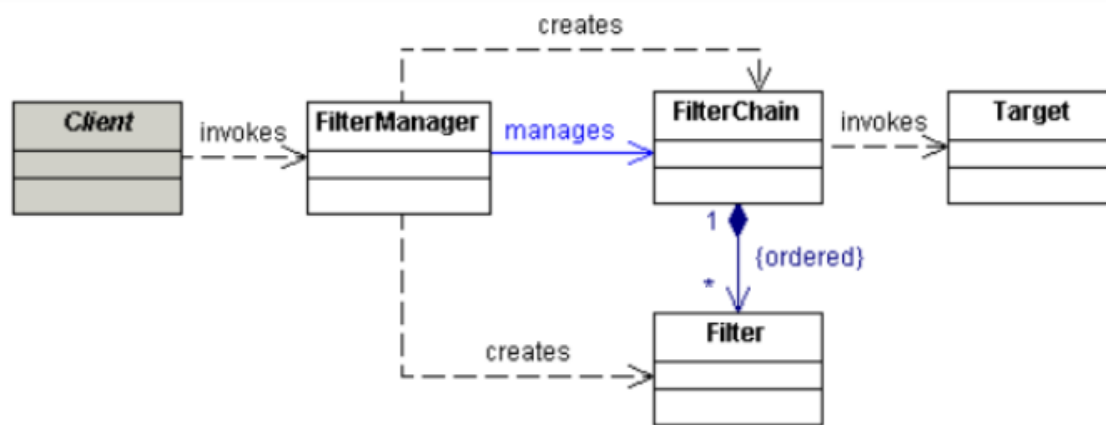 creates
Client
invokes
FilterManager
manages
FilterChain
invokes
Target
1
{ordered}
*
Filter
creates